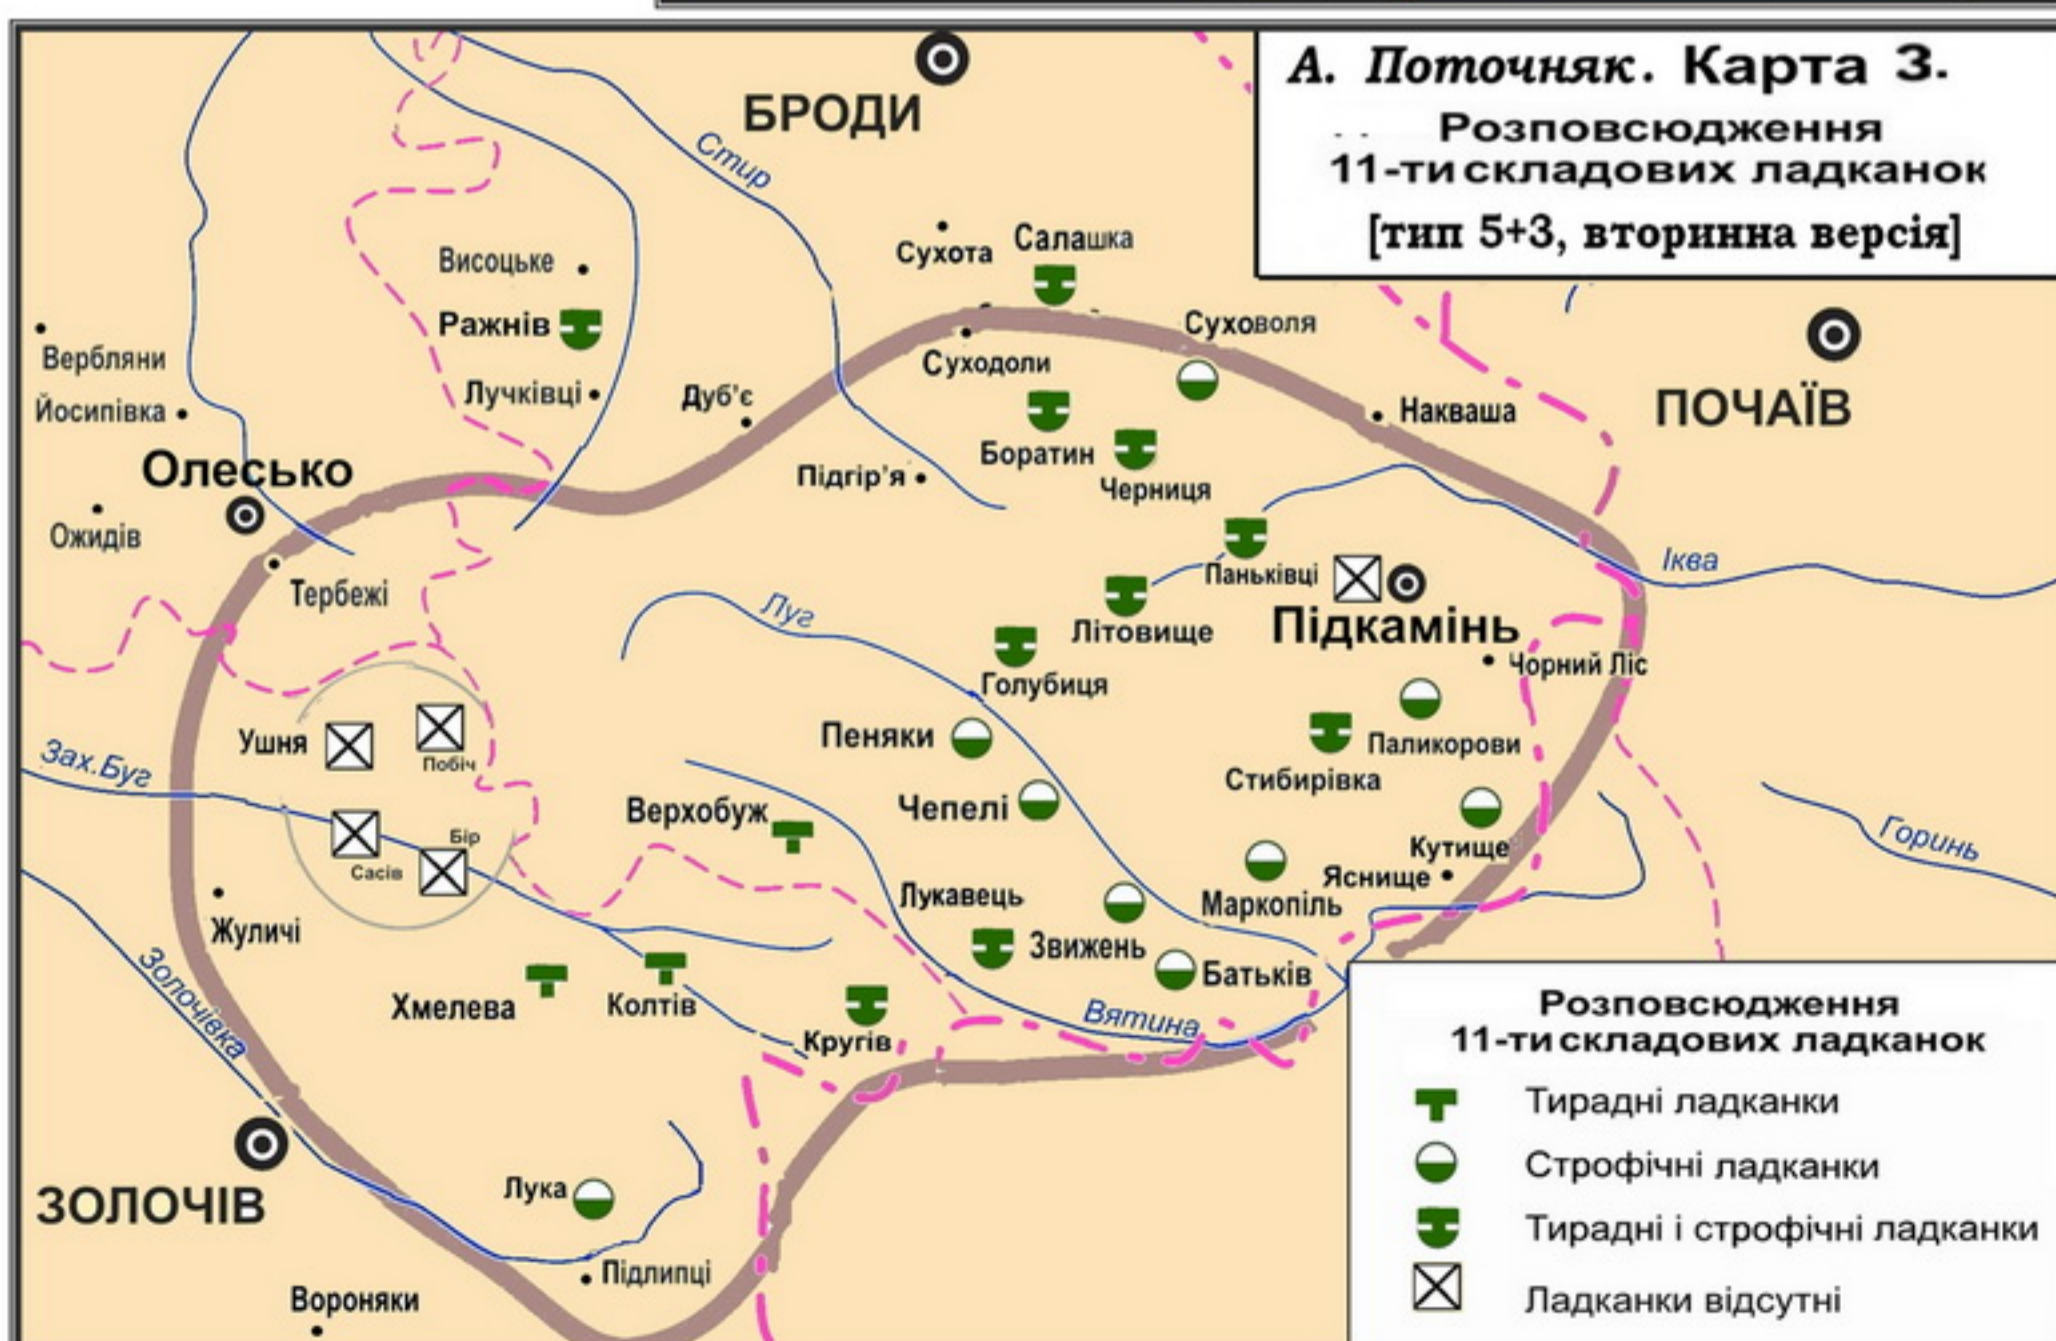 А. Поточняк. Карта 3.
Розповсюдження
11-ти складових ладканок
[тип 5+3, вторинна версія]
БРОДИ
Стир
Сухота
Салашка
Високе
Ражнів
Суховоля
Вербляни
Суходоли
Лучківці
Дуб'є
Йосипівка
Накваша
ПОЧАЇВ
Олесько
Боратин
Підгір'я
Черниця
Ожидів
Іква
Паньківці
Тербежі
Луг
Літовище
Підкамінь
Чорний Ліс
Голубиця
Ушня
Пеняки
Паликорови
Побіч
Зах.Буг
Стибирівка
Верхобуж
Чепелі
Бір
Горинь
Кутище
Сасів
Яснище
Лукавець
Маркопіль
Жуличі
Звижень
Батьків
Золочівка
Хмелева
Колтів
Вятина
Кругів
ЗОЛОЧІВ
Лука
Підлипці
Вороняки
Розповсюдження
11-ти складових ладканок
Тирадні ладканки
Строфічні ладканки
Тирадні і строфічні ладканки
Ладканки відсутні